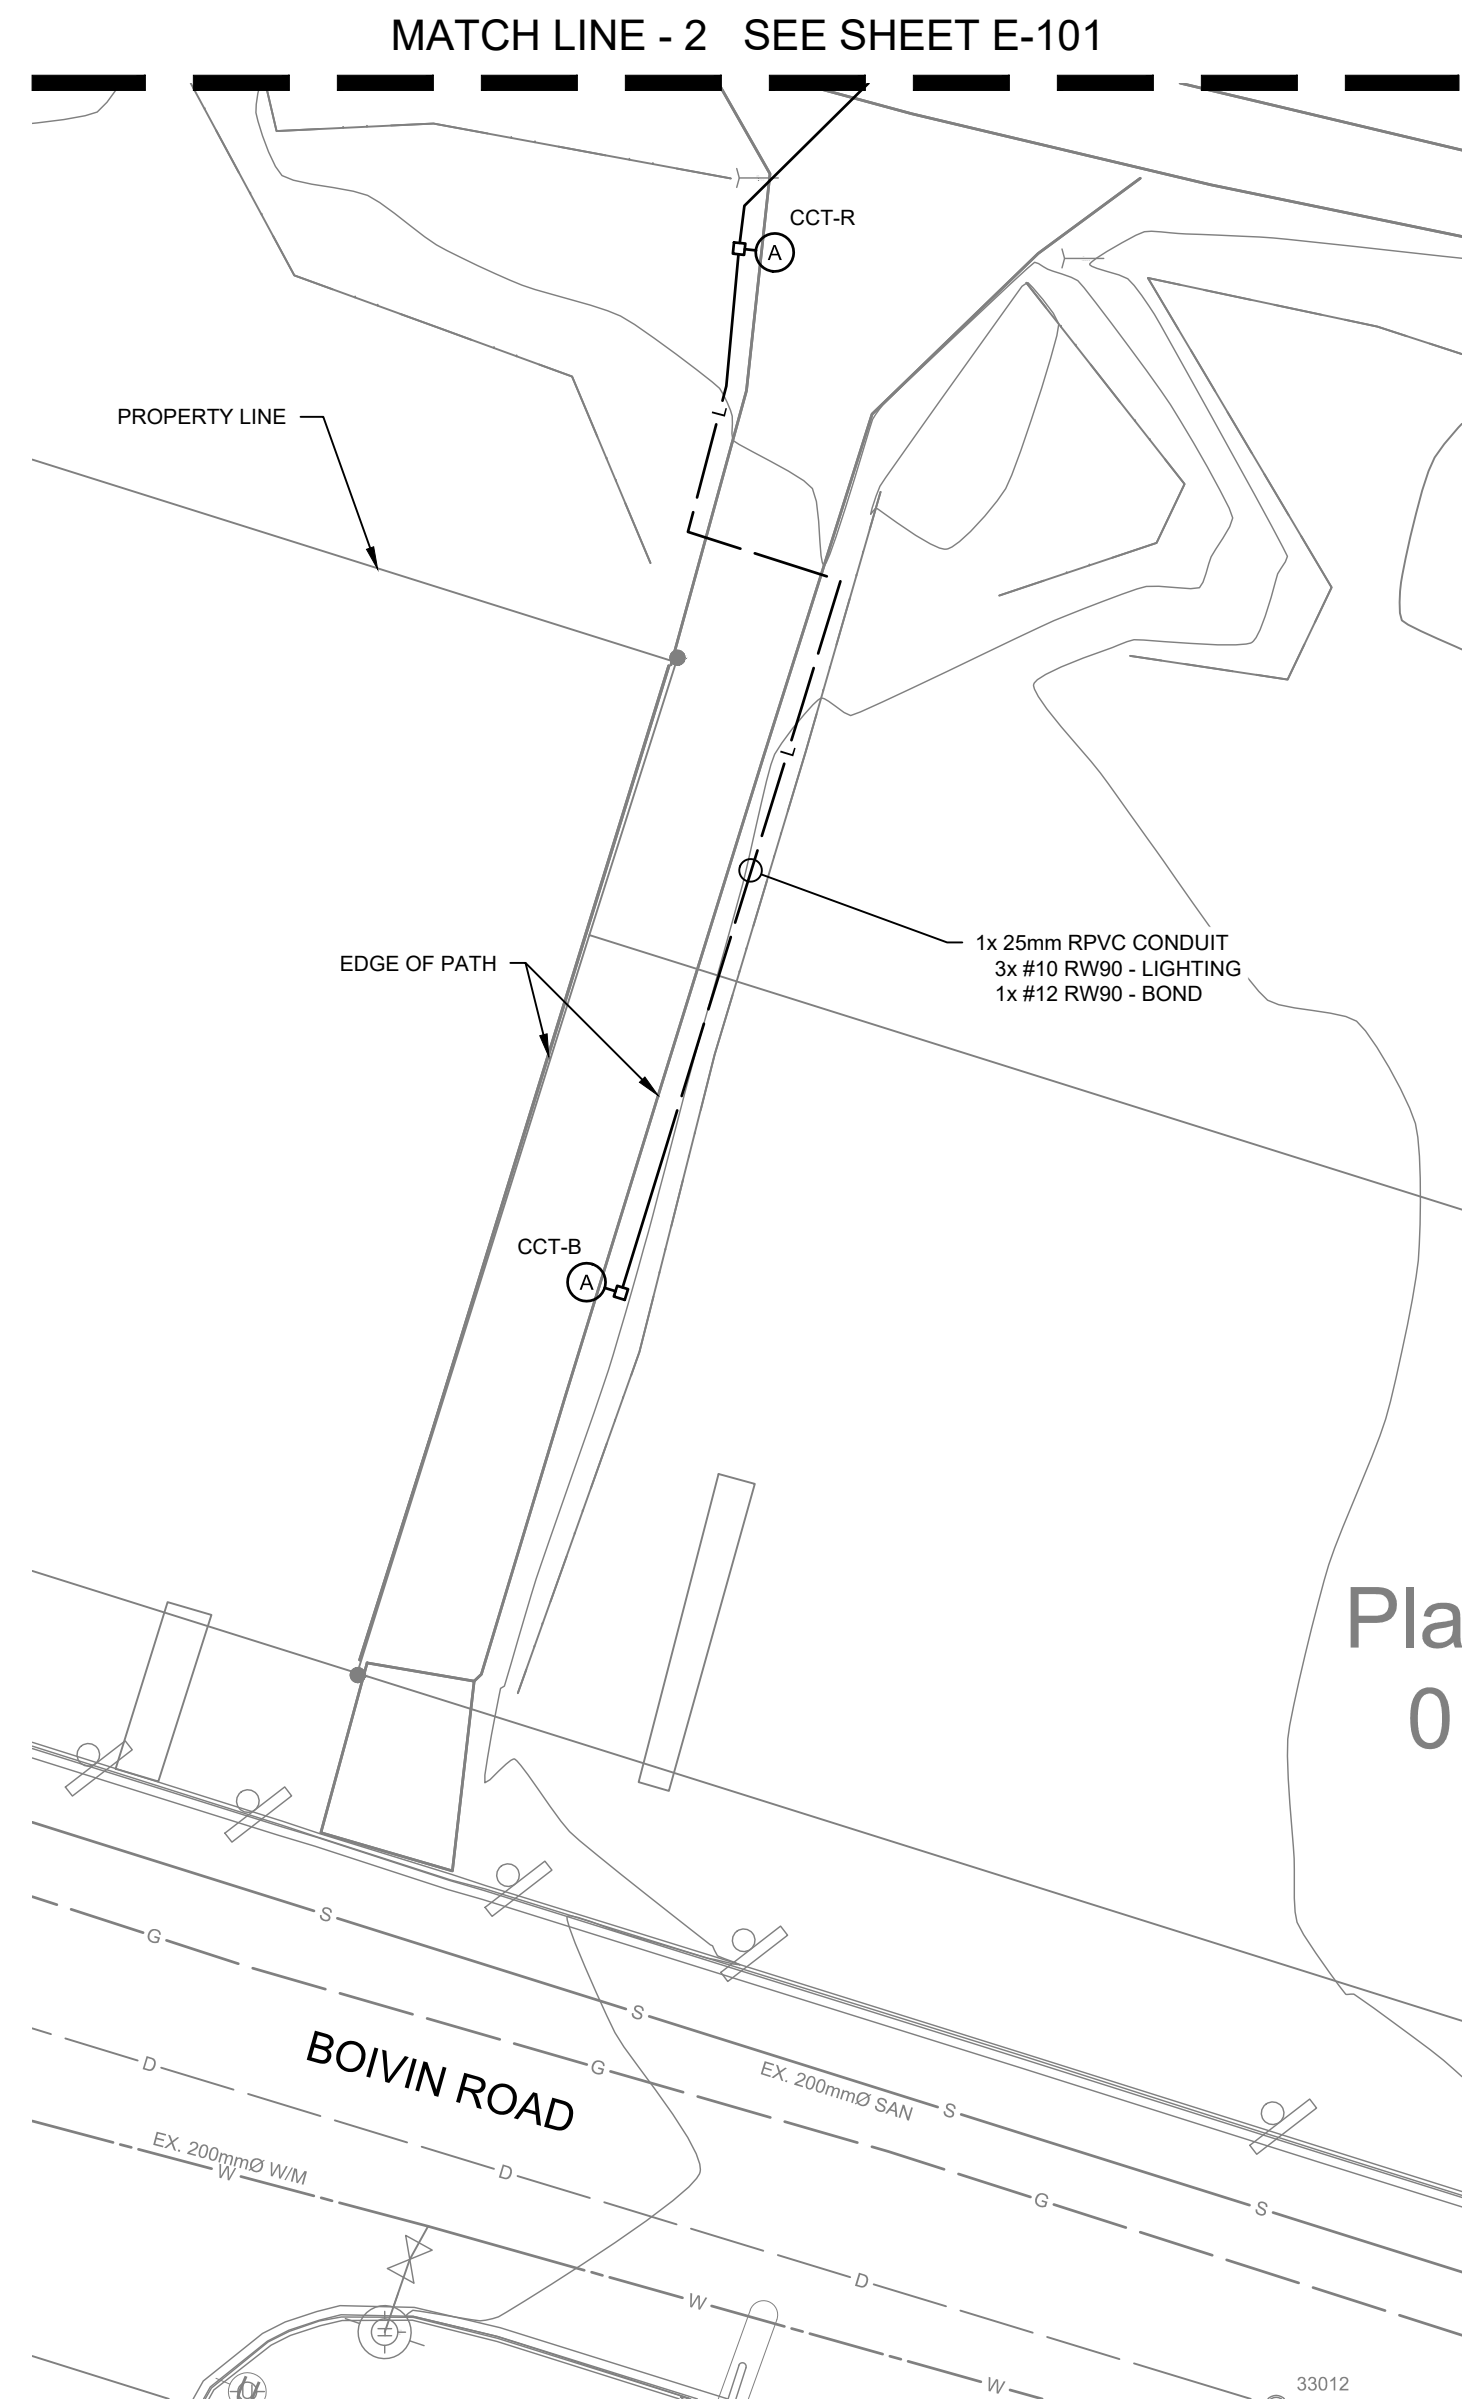 MATCH LINE - 2 SEE SHEET E-101
CCT-R
A
PROPERTY LINE
L
L
1x 25mm RPVC CONDUIT
3x #10 RW90 - LIGHTING
1x #12 RW90 - BOND
EDGE OF PATH
CCT-B
A
Pla
0
S
G
S
BOIVIN ROAD
G
EX. 200mmØ SAN
S
D
EX. 200mmØ W/M
W
D
G
S
D
W
H
W
33012